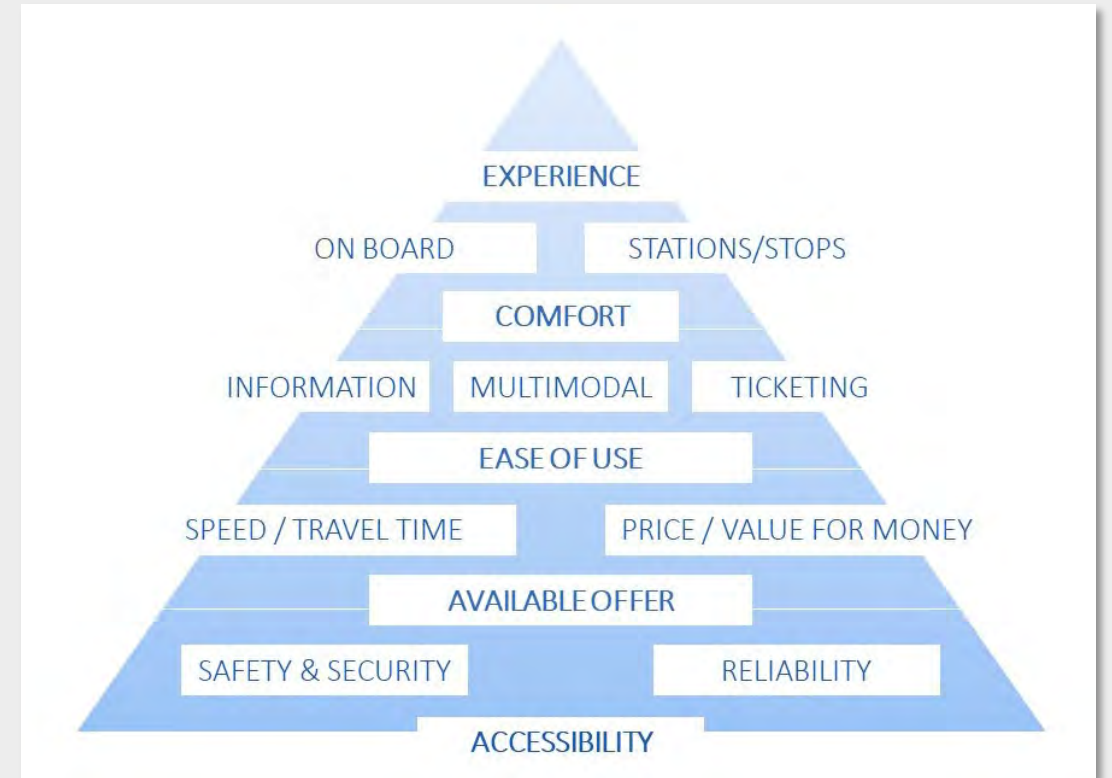 EXPERIENCE
ON BOARD STATIONS/STOPS
COMFORT
INFORMATION MULTIMODAL TICKETING
EASE OF USE
SPEED / TRAVEL TIME PRICE / VALUE FOR MONEY
AVAILABLE OFFER
SAFETY & SECURITY RELIABILITY
ACCESSIBILITY